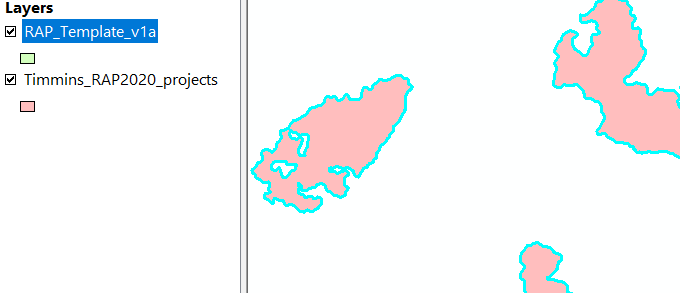 Layers
RAP_Template_v1a
Timmins_RAP2020_projects